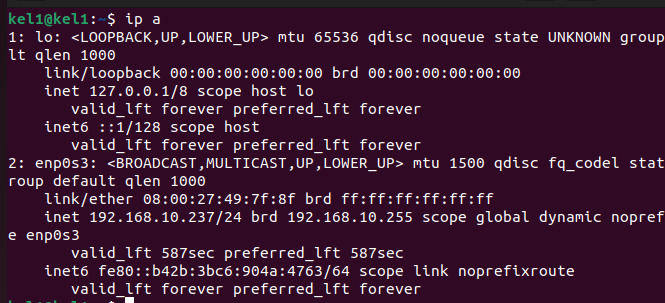 kel1@kel1:~$ ip a
1: lo: <LOOPBACK,UP,LOWER_UP> mtu 65536 qdisc noqueue state UNKNOWN group
lt qlen 1000
    link/loopback 00:00:00:00:00:00 brd 00:00:00:00:00:00
    inet 127.0.0.1/8 scope host lo
       valid_lft forever preferred_lft forever
    inet6 ::1/128 scope host
       valid_lft forever preferred_lft forever
2: enp0s3: <BROADCAST,MULTICAST,UP,LOWER_UP> mtu 1500 qdisc fq_codel stat
roup default qlen 1000
    link/ether 08:00:27:49:7f:8f brd ff:ff:ff:ff:ff:ff
    inet 192.168.10.237/24 brd 192.168.10.255 scope global dynamic nopref
e enp0s3
       valid_lft 587sec preferred_lft 587sec
    inet6 fe80::b42b:3bc6:904a:4763/64 scope link noprefixroute
       valid_lft forever preferred_lft forever
kel1@kel1:~$